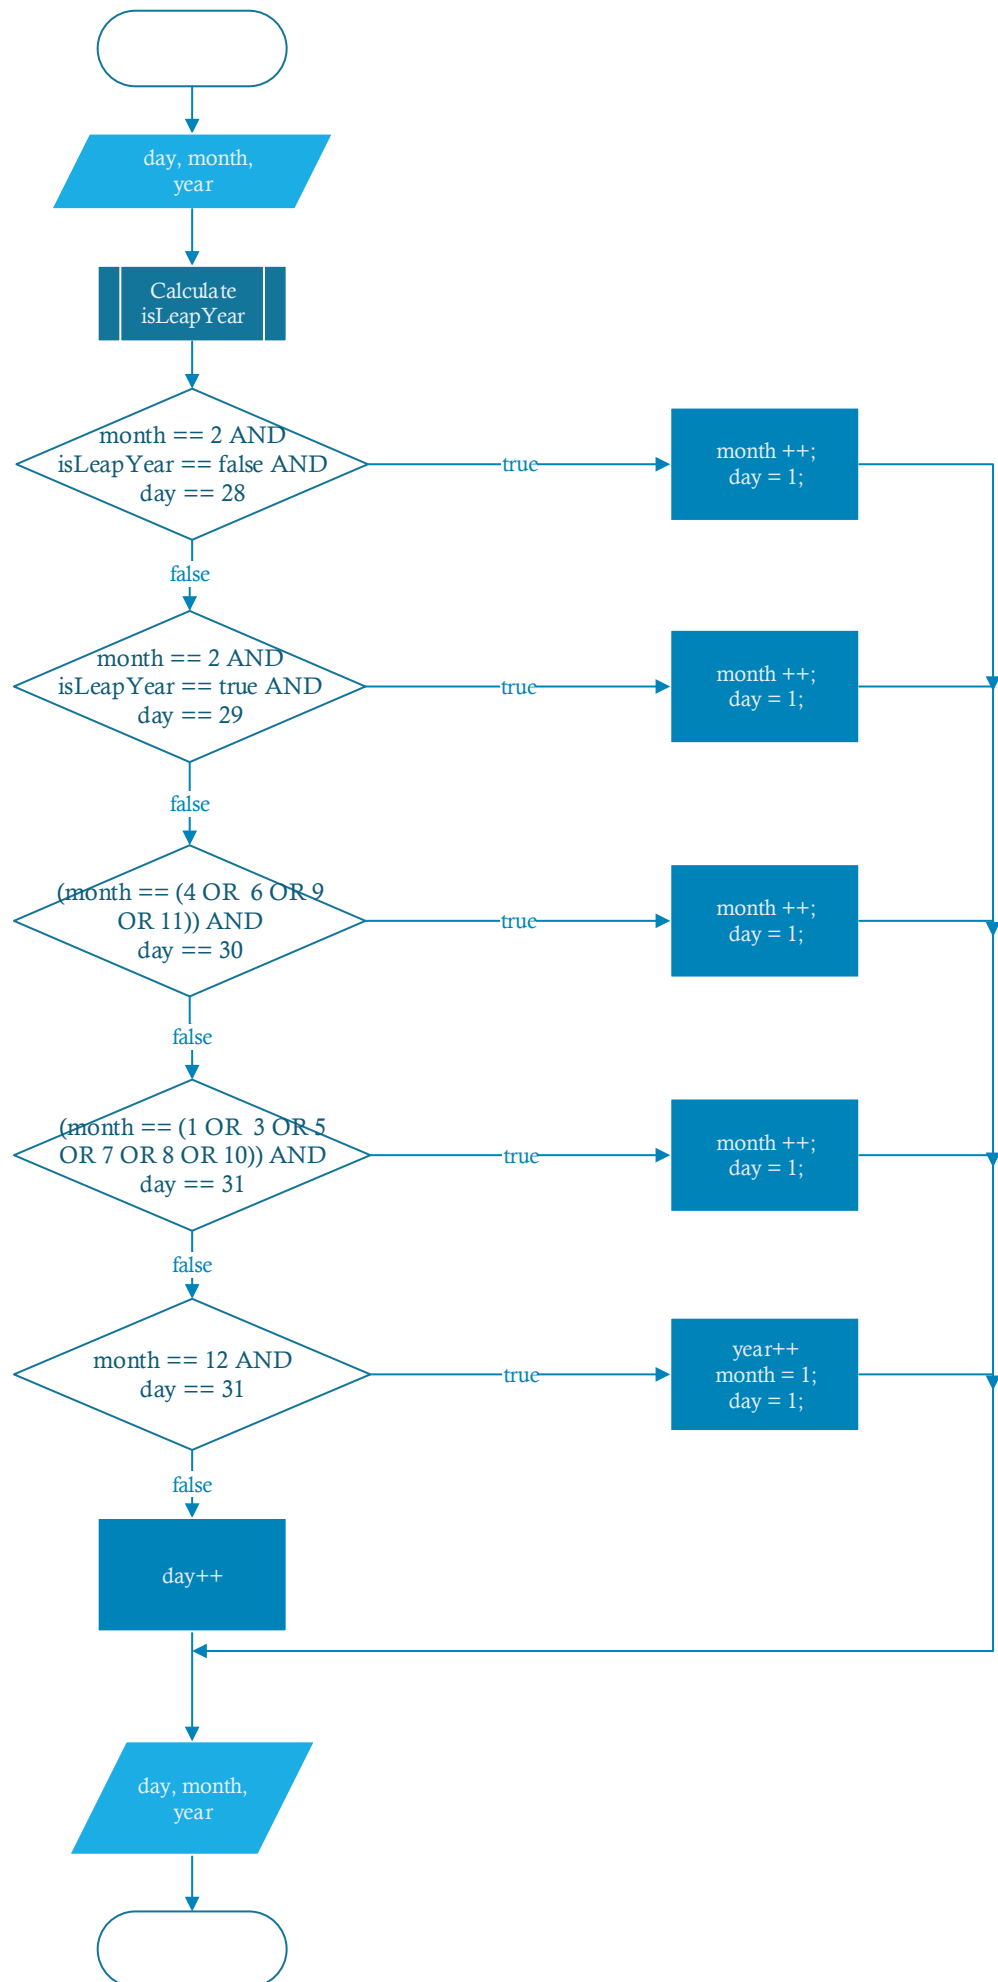 day, month,
year
Calculate
isLeapYear
month == 2 AND
isLeapYear == false AND
day == 28
true
month ++;
day = 1;
false
month == 2 AND
isLeapYear == true AND
day == 29
true
month ++;
day = 1;
false
(month == (4 OR  6 OR 9
OR 11)) AND
day == 30
true
month ++;
day = 1;
false
(month == (1 OR  3 OR 5
OR 7 OR 8 OR 10)) AND
day == 31
true
month ++;
day = 1;
false
month == 12 AND
day == 31
true
year++
month = 1;
day = 1;
false
day++
day, month,
year